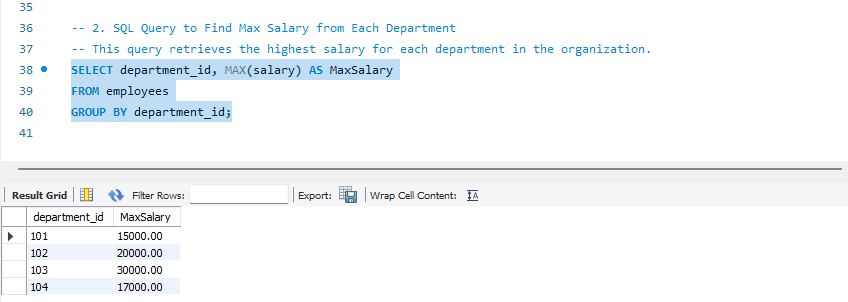 35
36 -- 2. SQL Query to Find Max Salary from Each Department
37 -- This query retrieves the highest salary for each department in the organization.
38 SELECT department_id, MAX(salary) AS MaxSalary
39 FROM employees
40 GROUP BY department_id;
41
Result Grid Filter Rows: Export: Wrap Cell Content:
department_id MaxSalary
101 15000.00
102 20000.00
103 30000.00
104 17000.00